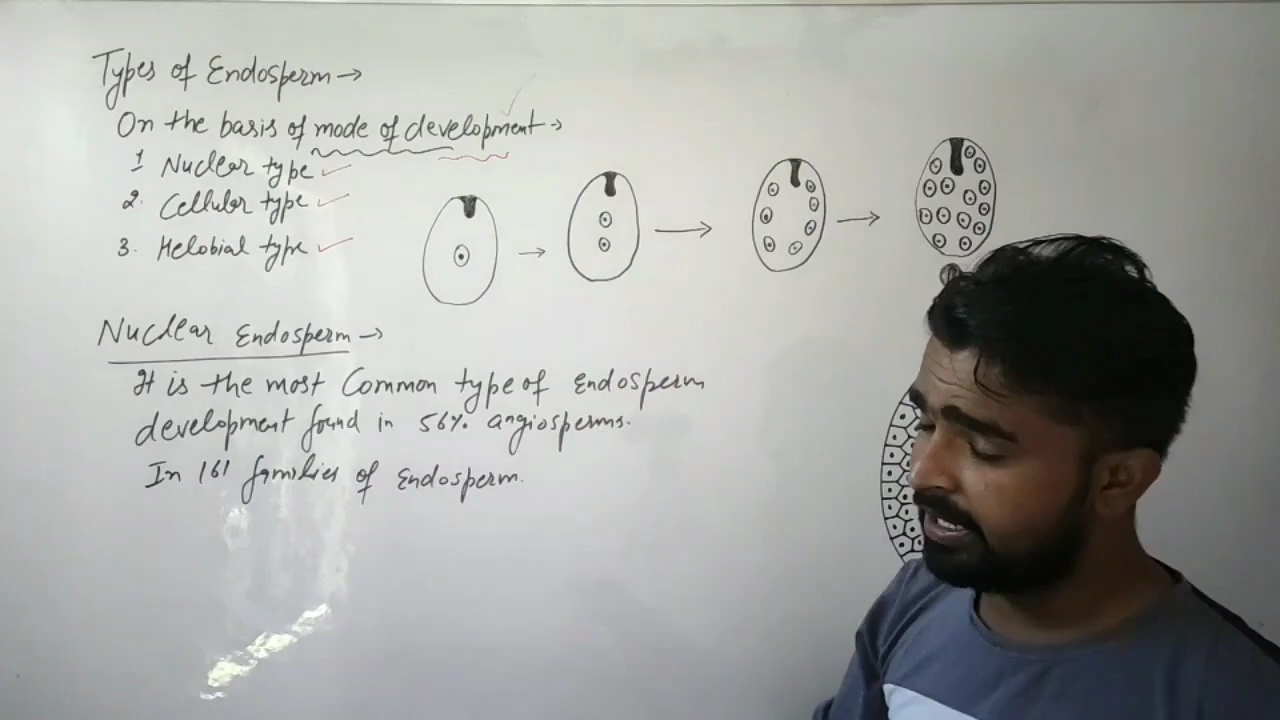 Types of Endosperm→
On the basis of mode of development→
1 Nuclear type
2. Cellular type
3. Helobial type
Nuclear Endosperm→
It is the most Common type of Endosperm
development found in 56% angiosperms.
In 161 families of Endosperm.